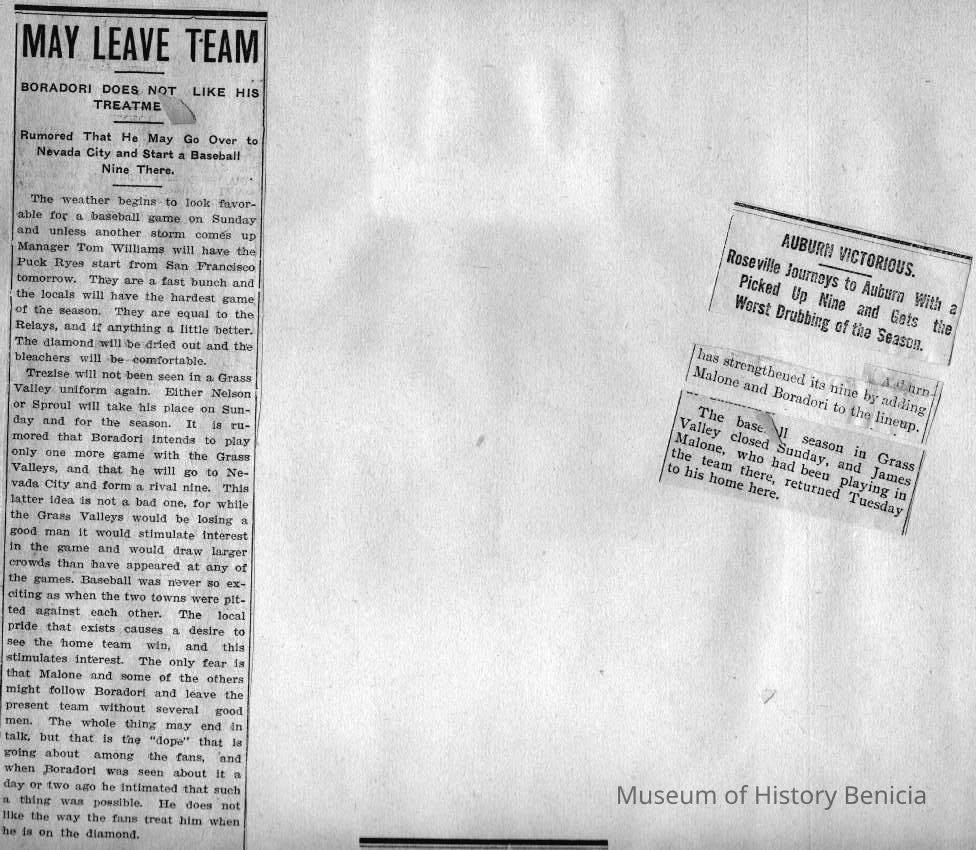 MAY LEAVE TEAM
BORADORI DOES NOT LIKE HIS
TREATME
Rumored That He May Go Over to
Nevada City and Start a Baseball
Nine There.
The weather begins to look favor-
able for a baseball game on Sunday
and unless another storm comes up
Manager Tom Williams will have the
Puck Ryes start from San Francisco
tomorrow. They are a fast bunch and
the locals will have the hardest game
of the season. They are equal to the
Relays, and if anything a little better.
The diamond will be dried out and the
bleachers will be comfortable.
Trezise will not been seen in a Grass
Valley uniform again. Either Nelson
or Sproul will take his place on Sun-
day and for the season. It is ru-
mored that Boradori intends to play
only one more game with the Grass
Valleys, and that he will go to Ne-
vada City and form a rival nine. This
latter idea is not a bad one, for while
the Grass Valleys would be losing a
good man it would stimulate interest
in the game and would draw larger
crowds than have appeared at any of
the games. Baseball was never so ex-
citing as when the two towns were pit-
ted against each other. The local
pride that exists causes a desire to
see the home team win, and this
stimulates interest. The only fear is
that Malone and some of the others
might follow Boradori and leave the
present team without several good
men. The whole thing may end in
talk, but that is the "dope" that is
going about among the fans, and
when Boradori was seen about it a
day or two ago he intimated that such
a thing was possible. He does not
like the way the fans treat him when
he is on the diamond.
AUBURN VICTORIOUS.
Roseville Journeys to Auburn With a
Picked Up Nine and Gets the
Worst Drubbing of the Season.
Auburn
has strengthened its nine by adding
Malone and Boradori to the lineup.
The base ll season in Grass
Valley closed Sunday, and James
Malone, who had been playing in
the team there, returned Tuesday
to his home here.
Museum of History Benicia